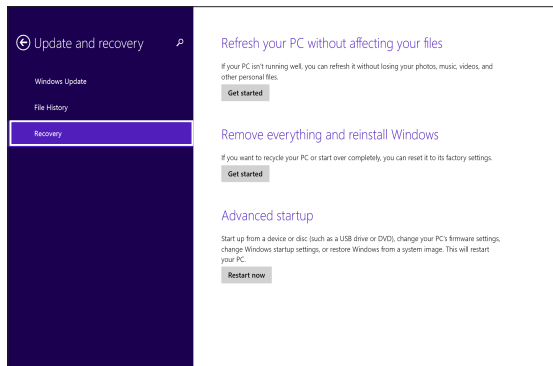 Update and recovery
Windows Update
File History
Recovery
Refresh your PC without affecting your files
If your PC isn't running well, you can refresh it without losing your photos, music, videos, and
other personal files.
Get started
Remove everything and reinstall Windows
If you want to recycle your PC or start over completely, you can reset it to its factory settings.
Get started
Advanced startup
Start up from a device or disc (such as a USB drive or DVD), change your PC's firmware settings,
change Windows startup settings, or restore Windows from a system image. This will restart
your PC.
Restart now